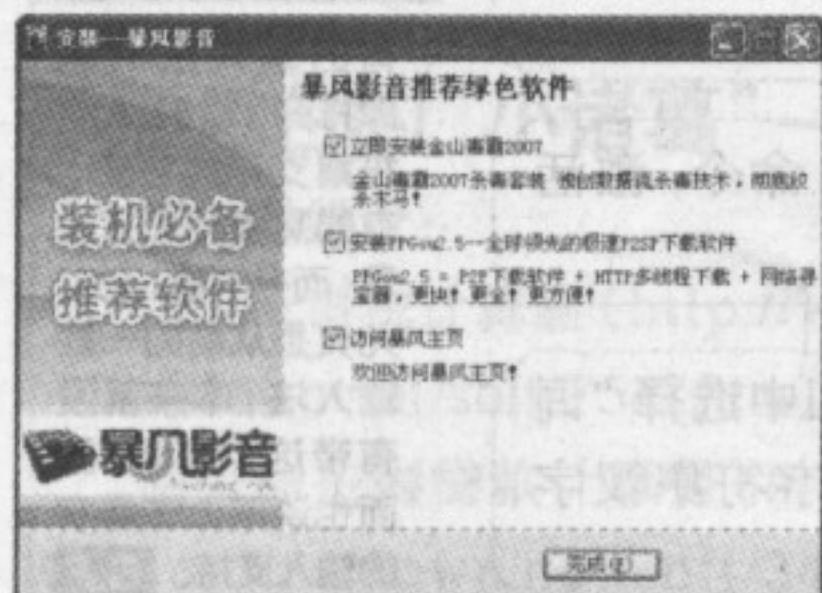 安装--暴风影音
暴风影音推荐绿色软件
立即安装金山毒霸2007
金山毒霸2007杀毒套装 独创数据流杀毒技术，彻底绞
杀木马!
安装PPGou2.5--全球领先的极速P2SP下载软件
PPGou2.5 = P2P下载软件 + HTTP多线程下载 + 网络寻
宝器，更快! 更全! 更方便!
访问暴风主页
欢迎访问暴风主页!
装机必备
推荐软件
暴风影音
完成(F)